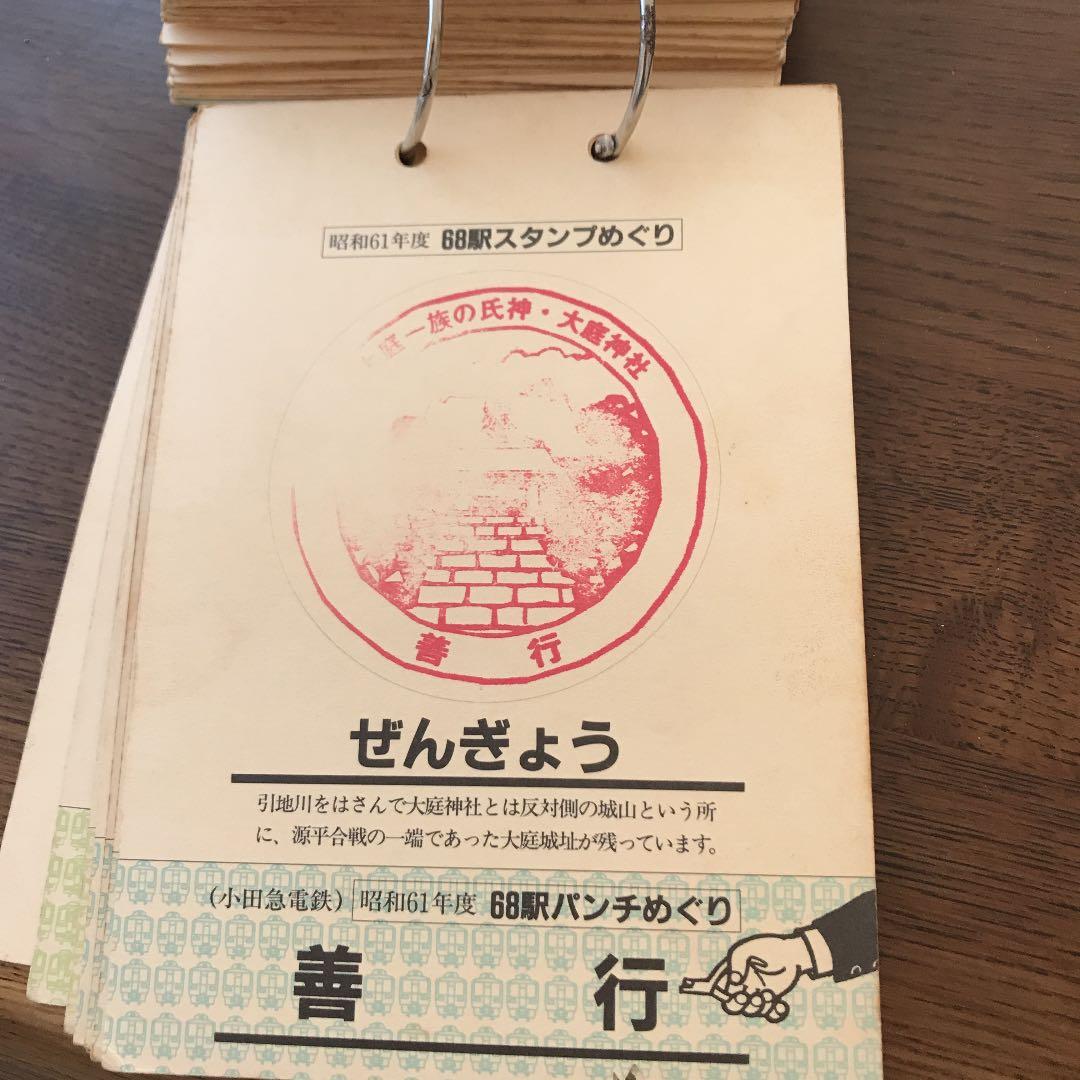 昭和61年度 68駅スタンプめぐり
庭一族の氏神・大庭神社
善行
ぜんぎょう
引地川をはさんで大庭神社とは反対側の城山という所
に、源平合戦の一端であった大庭城址が残っています。
(小田急電鉄) 昭和61年度 68駅パンチめぐり
善行